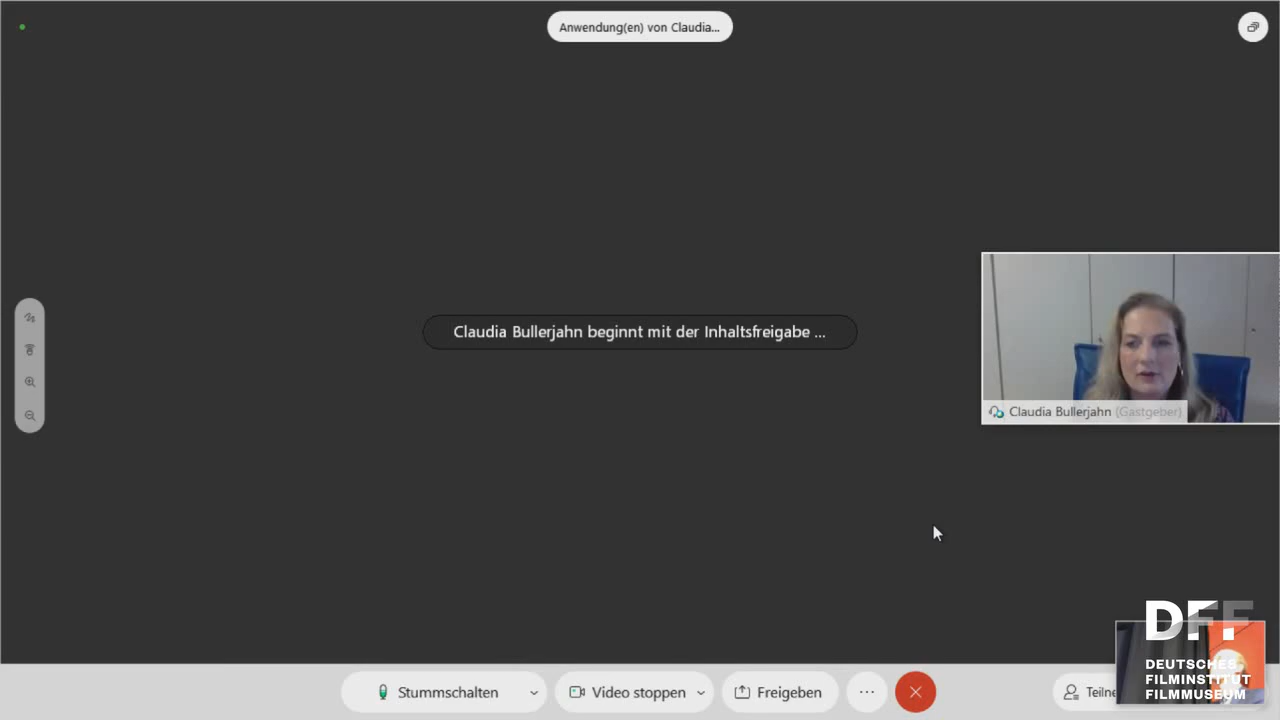 Anwendung(en) von Claudia...
Claudia Bullerjahn beginnt mit der Inhaltsfreigabe ...
Claudia Bullerjahn (Gastgeber)
Stummschalten
Video stoppen
Freigeben
Teilne
DFF
DEUTSCHES
FILMINSTITUT
FILMMUSEUM